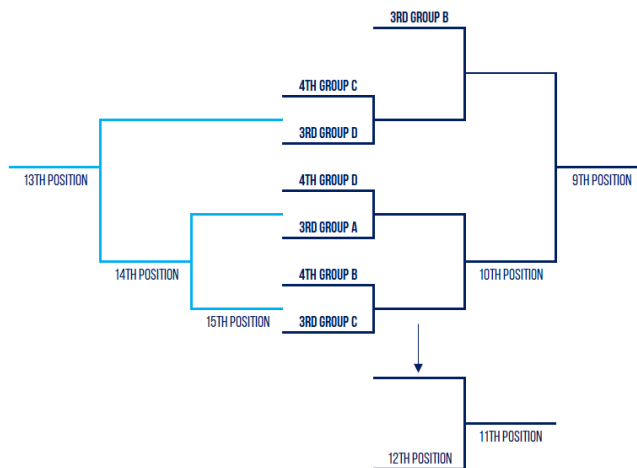 3RD GROUP B
4TH GROUP C
3RD GROUP D
13TH POSITION
4TH GROUP D
9TH POSITION
3RD GROUP A
4TH GROUP B
14TH POSITION
10TH POSITION
15TH POSITION
3RD GROUP C
11TH POSITION
12TH POSITION